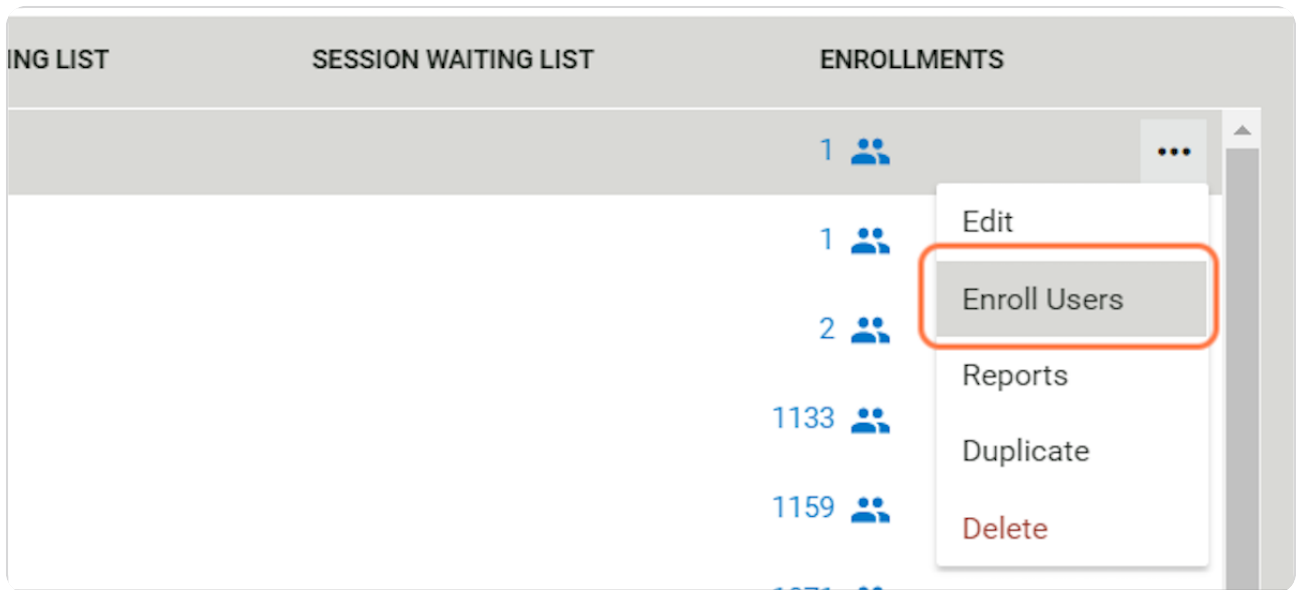 ING LIST SESSION WAITING LIST ENROLLMENTS
1
1
2
1133
1159
Edit
Enroll Users
Reports
Duplicate
Delete